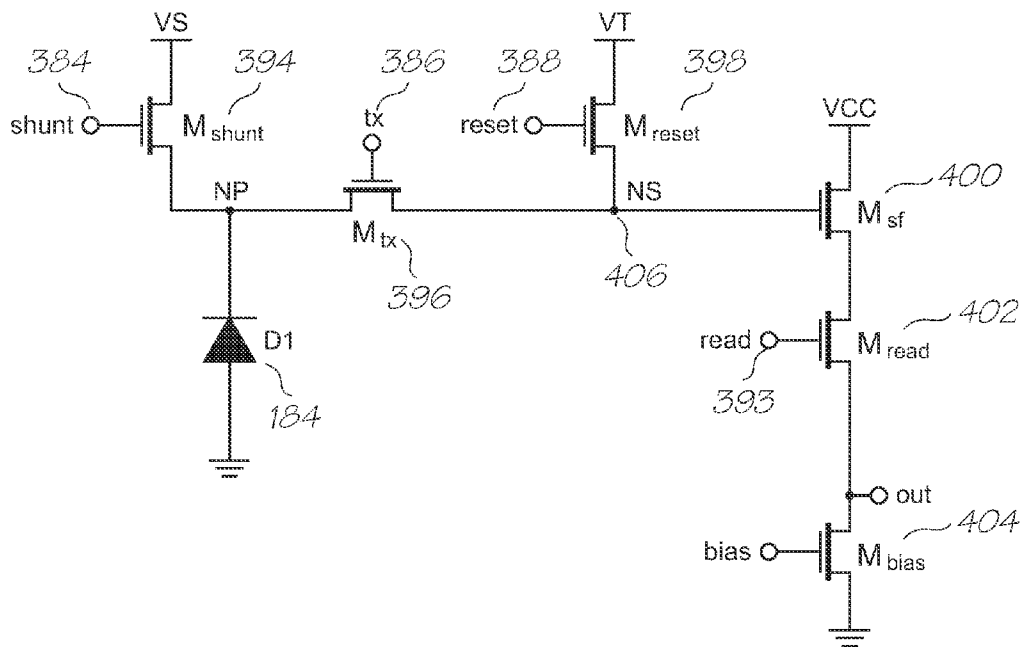 VS
VT
384
394
386
388
398
shunt
M shunt
tx
reset
M reset
VCC
NP
NS
400
M sf
M tx
396
406
402
D1
184
read
393
M read
out
404
bias
M bias